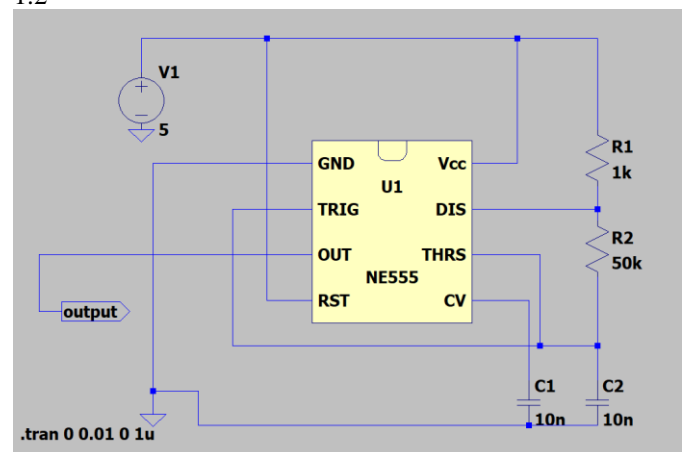 1.2
V1
5
GND
Vcc
U1
TRIG
DIS
OUT
THRS
NE555
RST
CV
R1
1k
R2
50k
output
C1
10n
C2
10n
.tran 0 0.01 0 1u